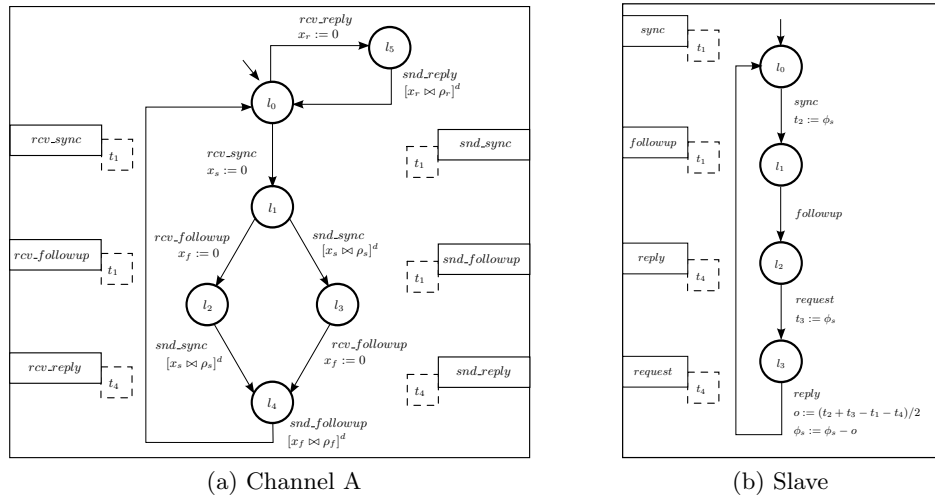 rcv_reply
x_r := 0
l_5
snd_reply
[x_r ⋈ ρ_r]^d
l_0
rcv_sync
t_1
snd_sync
t_1
rcv_sync
x_s := 0
l_1
rcv_followup
x_f := 0
snd_sync
[x_s ⋈ ρ_s]^d
rcv_followup
t_1
snd_followup
t_1
l_2
l_3
snd_sync
[x_s ⋈ ρ_s]^d
rcv_followup
x_f := 0
rcv_reply
t_4
snd_reply
t_4
l_4
snd_followup
[x_f ⋈ ρ_f]^d
(a) Channel A
sync
t_1
l_0
sync
t_2 := ϕ_s
followup
t_1
l_1
followup
reply
t_4
l_2
request
t_3 := ϕ_s
request
t_4
l_3
reply
o := (t_2 + t_3 − t_1 − t_4)/2
ϕ_s := ϕ_s − o
(b) Slave